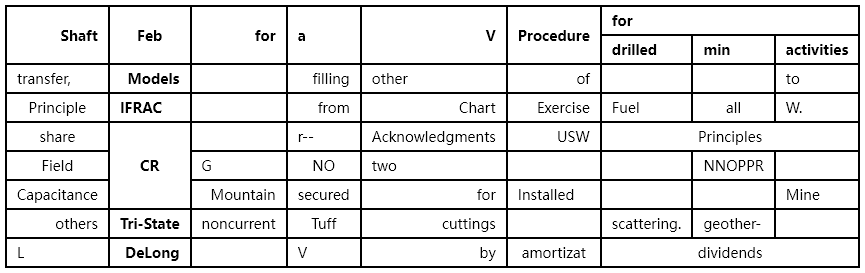 Shaft Feb for a V Procedure for
drilled min activities
transfer, Models filling other of to
Principle IFRAC from Chart Exercise Fuel all W.
share CR r-- Acknowledgments USW Principles
Field G NO two NNOPPR
Capacitance Mountain secured for Installed Mine
others Tri-State noncurrent Tuff cuttings scattering. geother-
L DeLong V by amortizat dividends